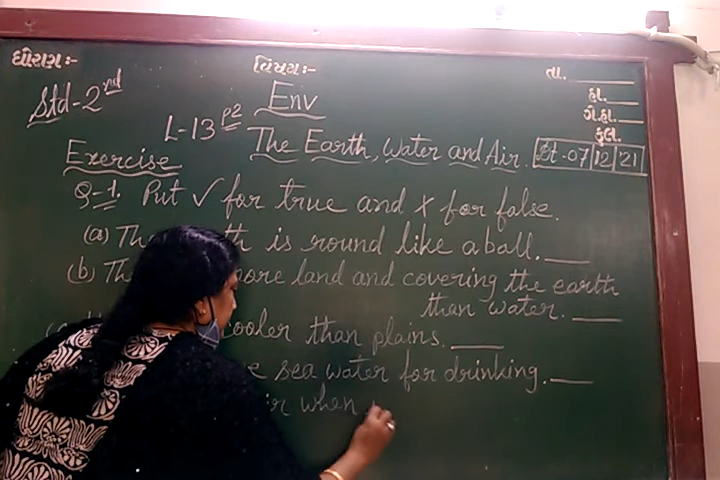 ધોરણ :-
વિષય :-
તા.
Std-2nd
Env
હા.
ગે.હા.
કુલ.
L-13 P2
The Earth, Water and Air.
Dt-07|12|'21
Exercise
Q-1. Put ✓ for true and x for false.
(a) Th th is round like a ball.
(b) Th more land and covering the earth
than water.
cooler than plains.
e sea water for drinking.
ir when